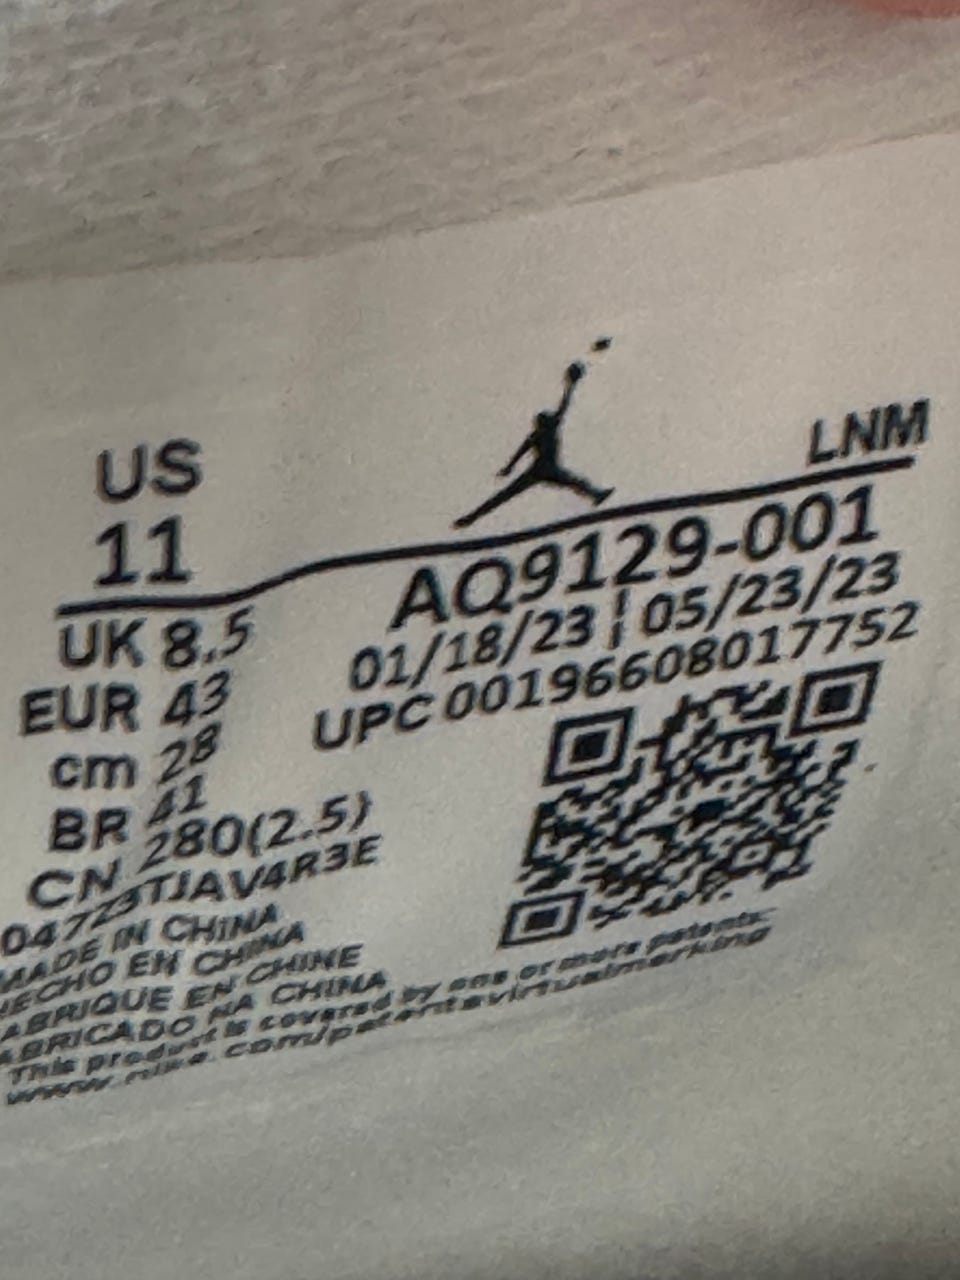 US
11
LNM
AQ9129-001
01/18/23 ¦ 05/23/23
UPC 00196608017752
UK 8.5
EUR 43
cm 28
BR 41
CN 280(2.5)
04723TJAV4R3E
MADE IN CHINA
HECHO EN CHINA
FABRIQUE EN CHINE
FABRICADO NA CHINA
This product is covered by one or more patents:
www.nike.com/patentsvirtualmarking